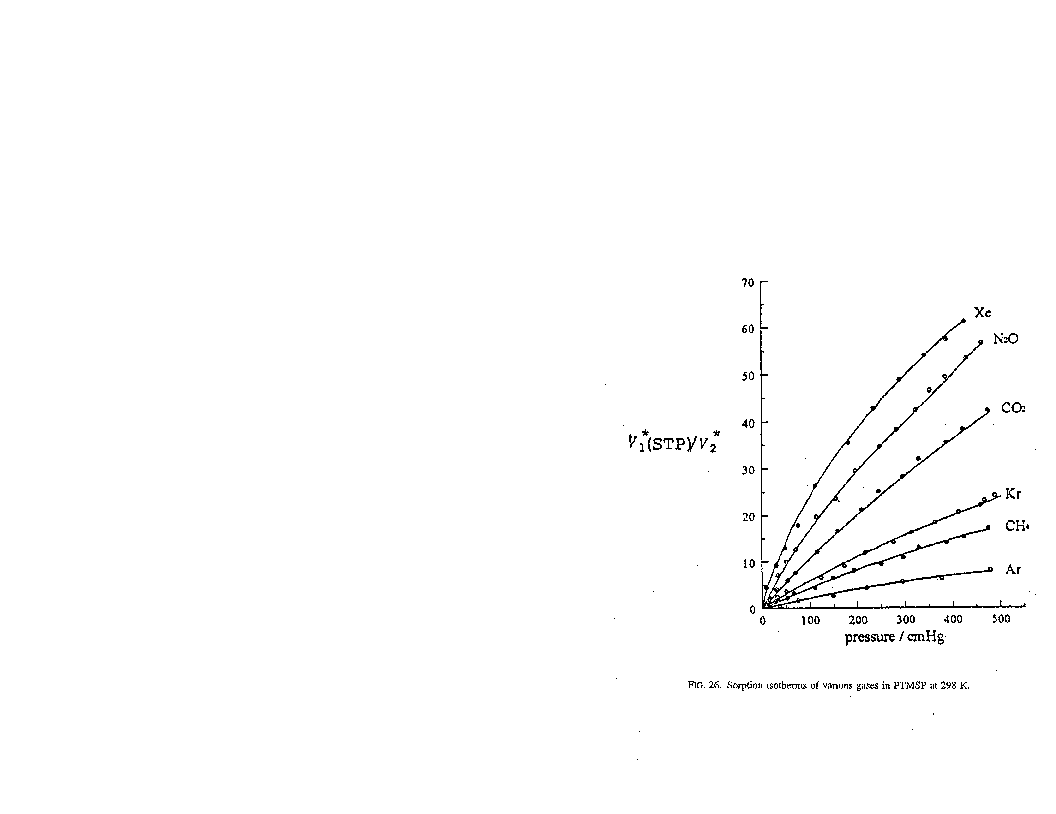 70
60
50
40
30
20
10
0
V₁*(STP)/V₂*
Xe
N₂O
CO₂
Kr
CH₄
Ar
0 100 200 300 400 500
pressure / cmHg
FIG. 26. Sorption isotherms of various gases in PTMSP at 298 K.